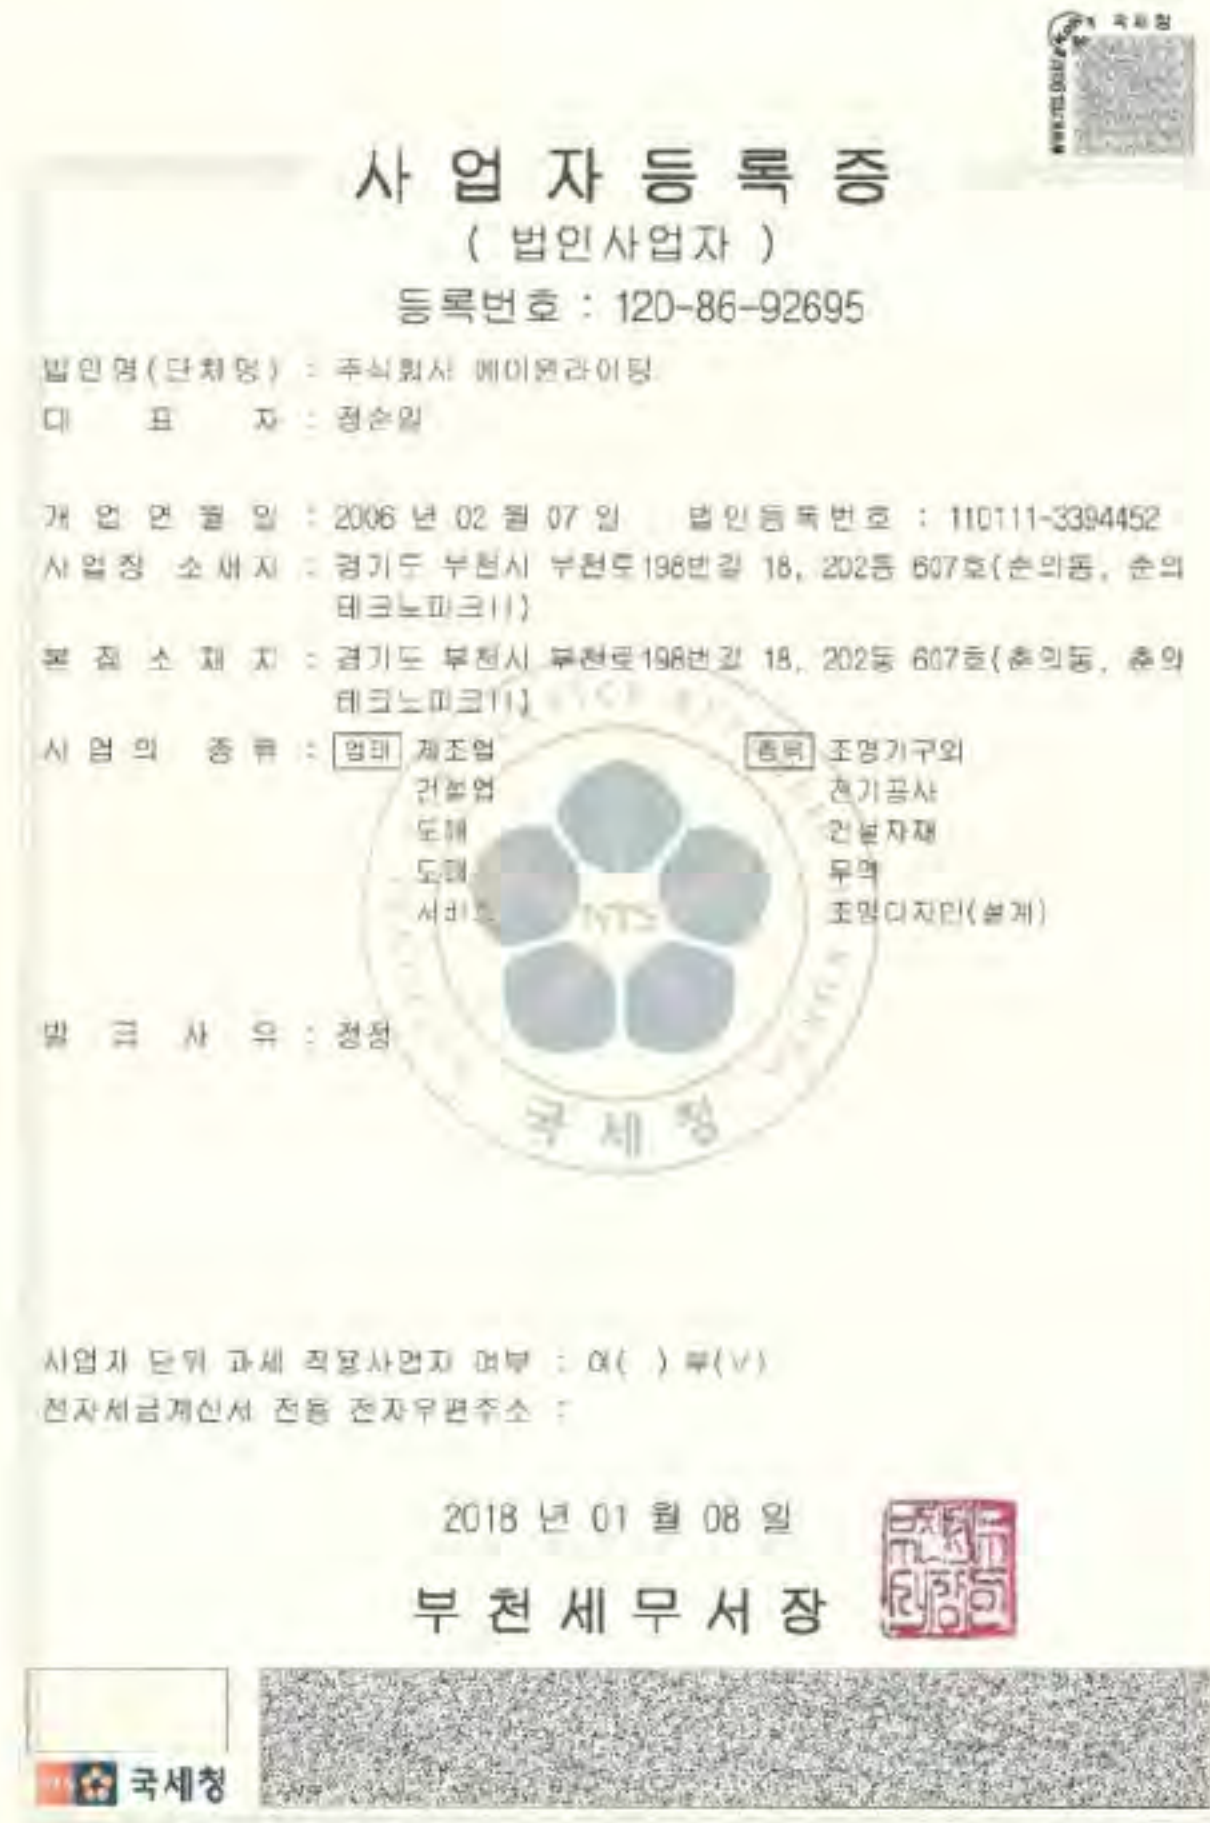 국세청
사업자등록증
( 법인사업자 )
등록번호 : 120-86-92695
법인명(단체명) : 주식회사 에이원라이팅
대 표 자 : 정순일
개 업 연 월 일 : 2006 년 02 월 07 일 법인등록번호 : 110111-3394452
사업장 소재지 : 경기도 부천시 부천로198번길 18, 202동 607호(춘의동, 춘의
테크노파크II)
본 점 소 재 지 : 경기도 부천시 부천로198번길 18, 202동 607호(춘의동, 춘의
테크노파크II)
사 업 의 종 류 : 업태 제조업 종목 조명기구외
건설업 전기공사
도매 건설자재
도매 무역
서비스 조명디자인(설계)
NTS
발 급 사 유 : 정정
국세청
사업자 단위 과세 적용사업자 여부 : 여( ) 부(∨)
전자세금계산서 전용 전자우편주소 :
2018 년 01 월 08 일
부천세무서장
국세청